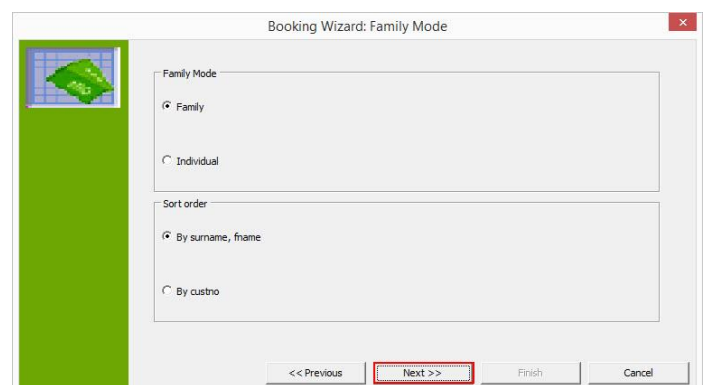 Booking Wizard: Family Mode
Family Mode
Family
Individual
Sort order
By surname, fname
By custno
<< Previous Next >> Finish Cancel